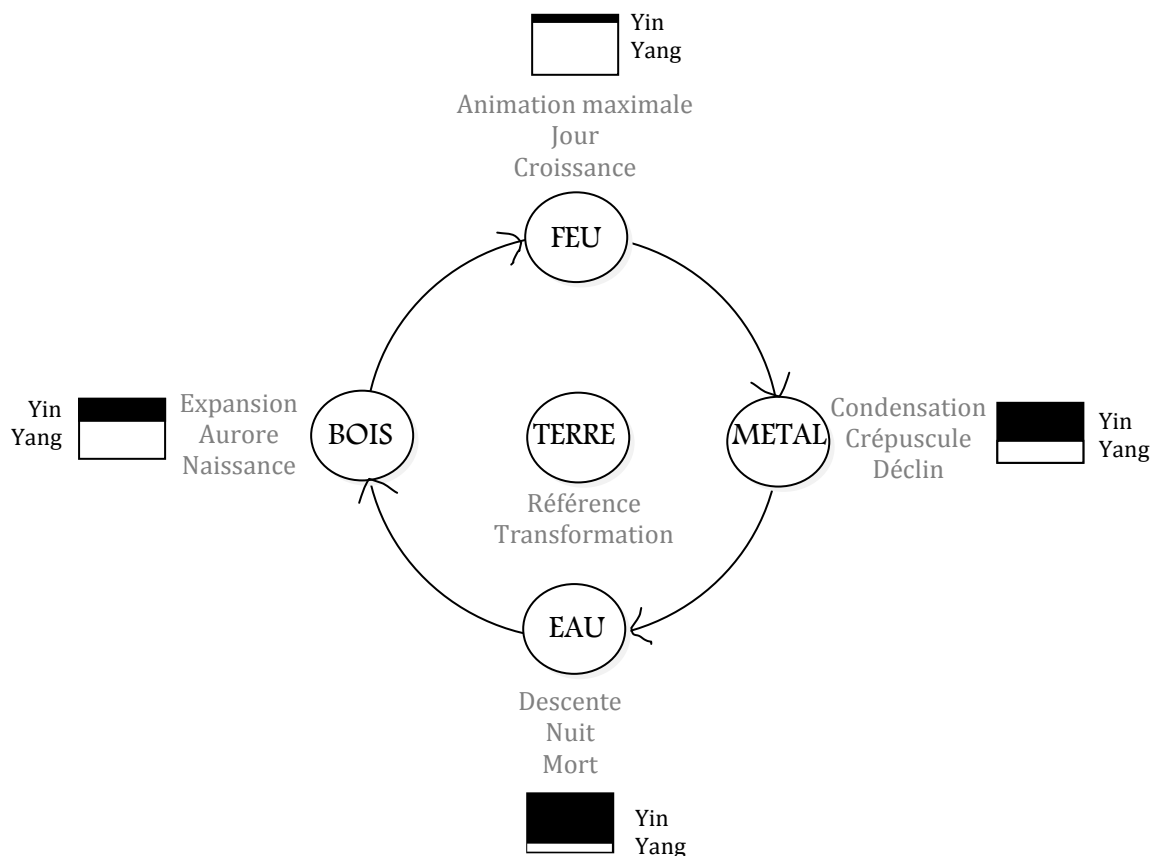 Yin
Yang
Animation maximale
Jour
Croissance
FEU
Yin
Yang
Expansion
Aurore
Naissance
BOIS
TERRE
Référence
Transformation
METAL
Condensation
Crépuscule
Déclin
Yin
Yang
EAU
Descente
Nuit
Mort
Yin
Yang